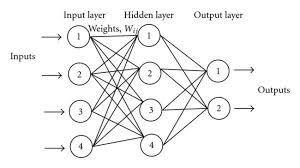 Input layer Hidden layer Output layer
Weights, W_ij
Inputs
1 1
2 2 1
3 3 2
4 4
Outputs